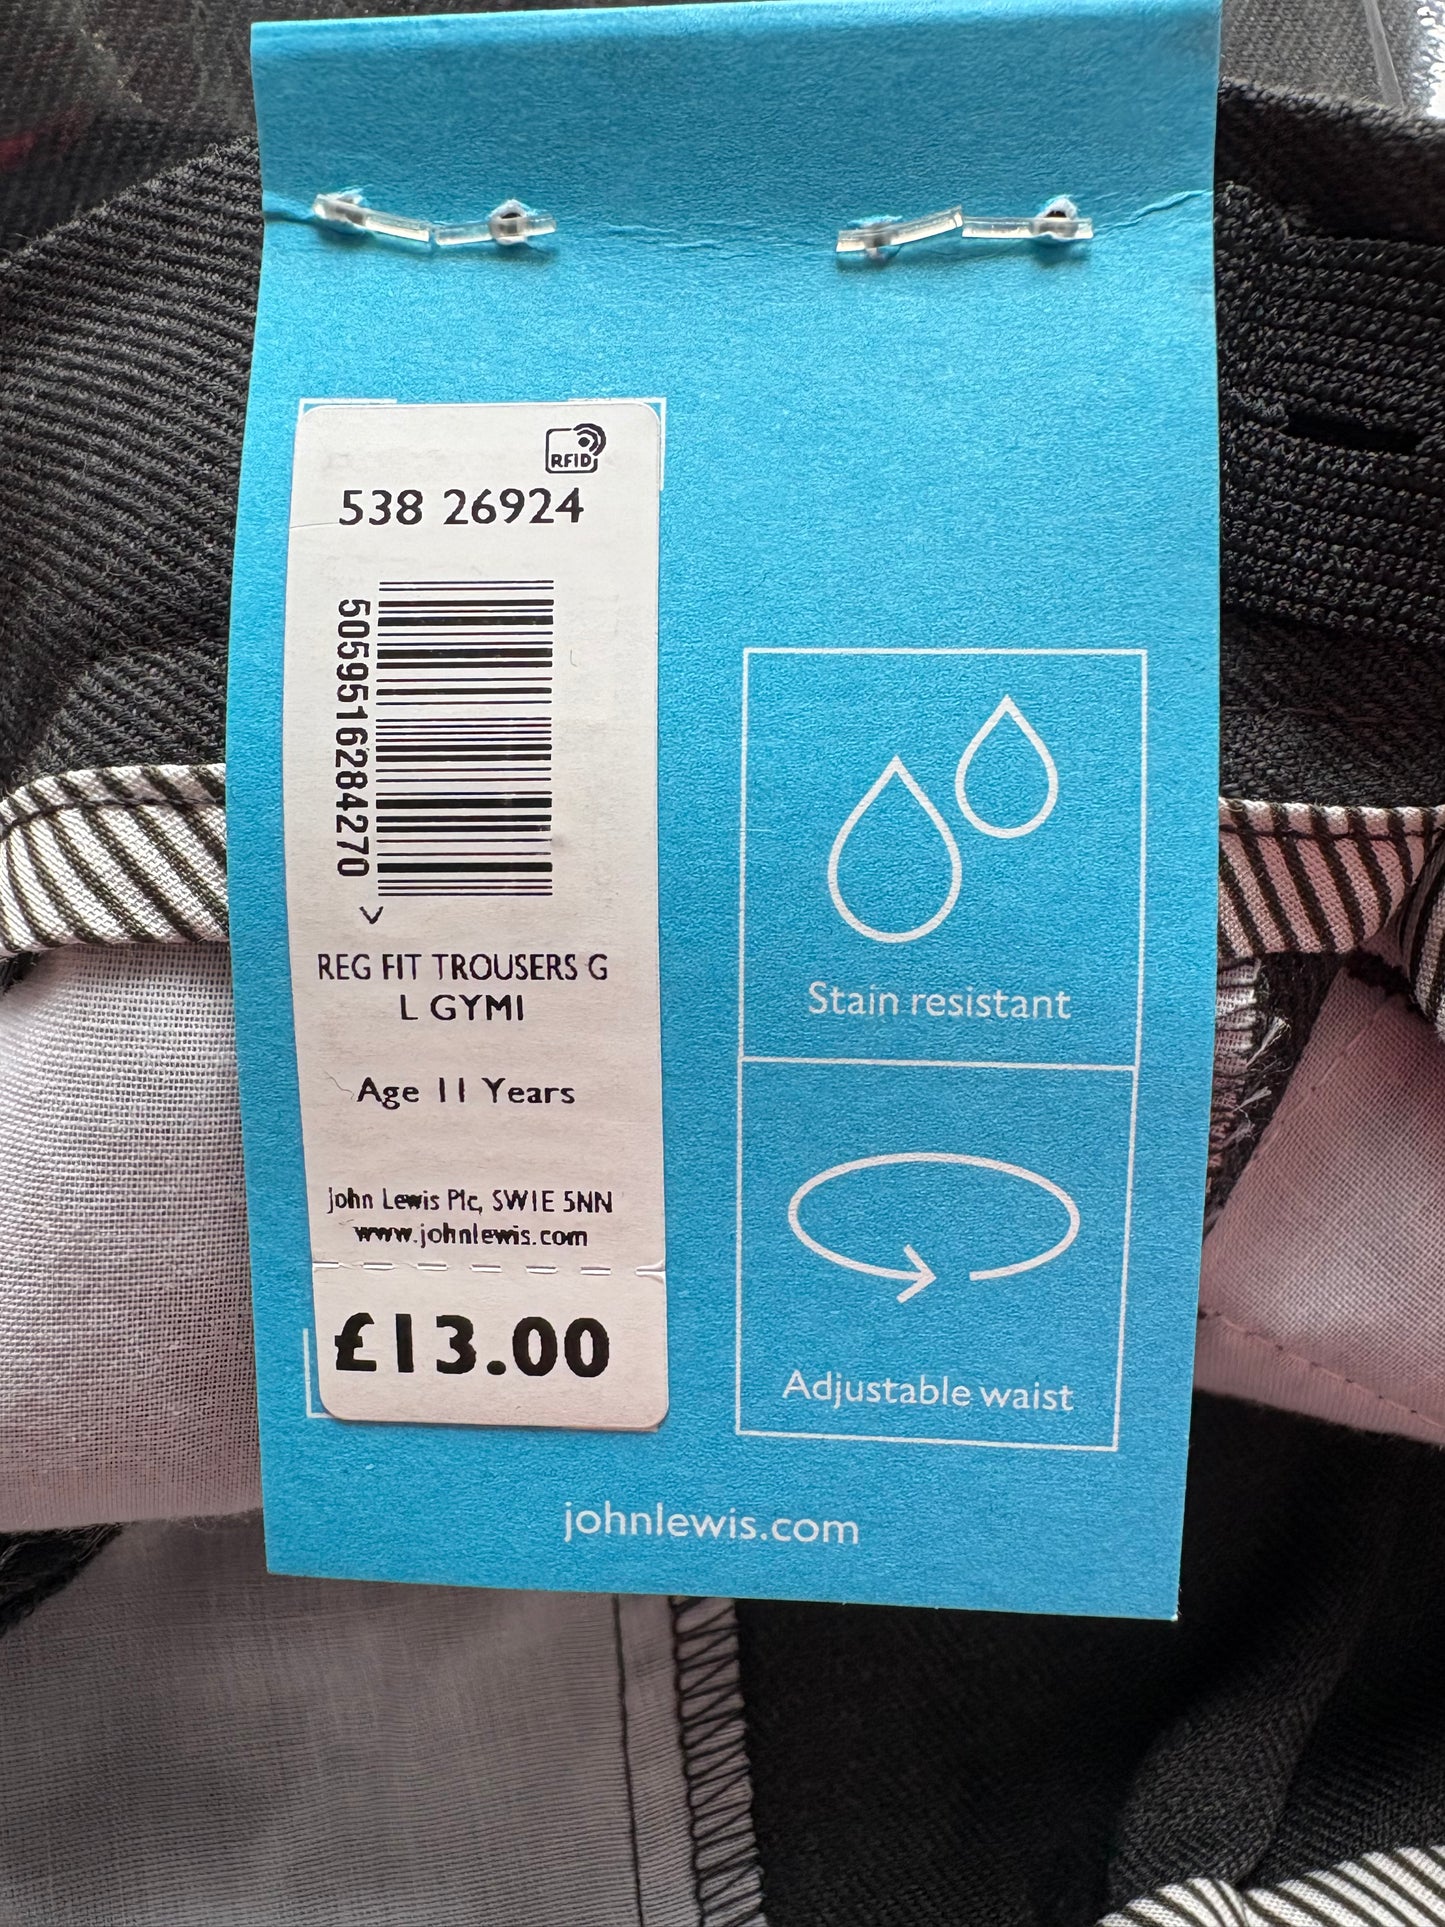 RFID
538 26924
5059516284270
REG FIT TROUSERS G
L GYMI
Age 11 Years
John Lewis Plc, SW1E 5NN
www.johnlewis.com
£13.00
Stain resistant
Adjustable waist
johnlewis.com